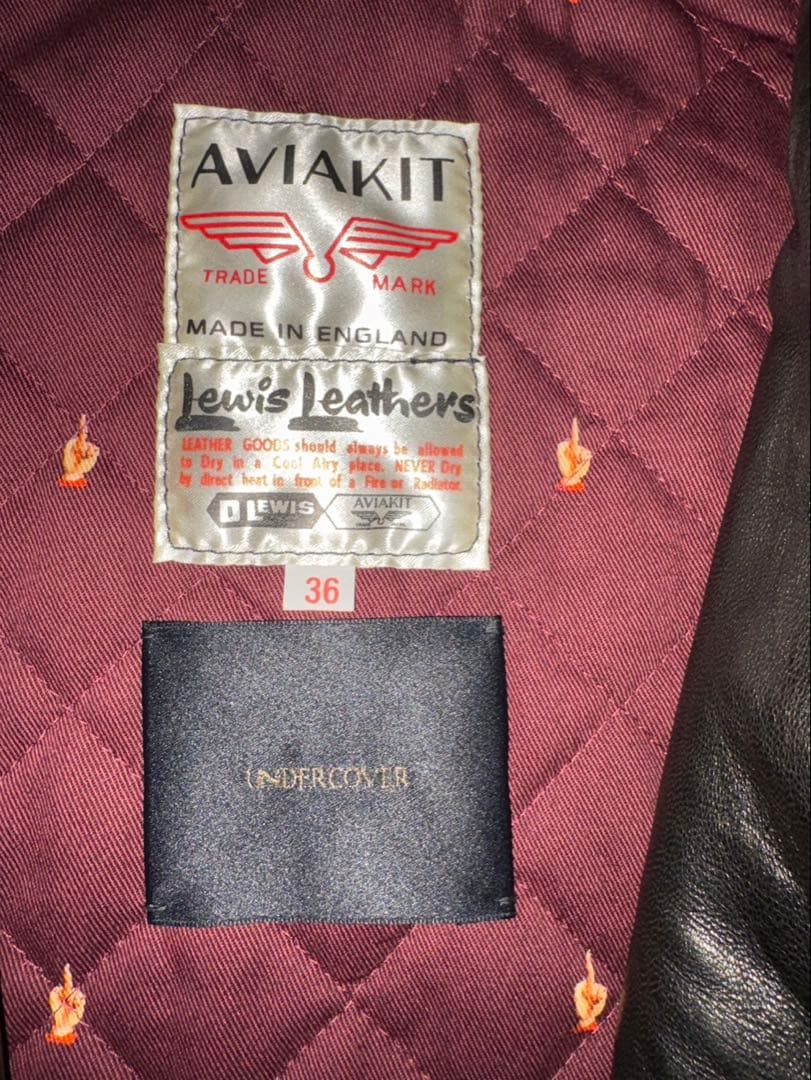 AVIAKIT
TRADE MARK
MADE IN ENGLAND
Lewis Leathers
LEATHER GOODS should always be allowed
to Dry in a Cool Airy place. NEVER Dry
by direct heat in front of a Fire or Radiator.
D LEWIS AVIAKIT
36
UNDERCOVER